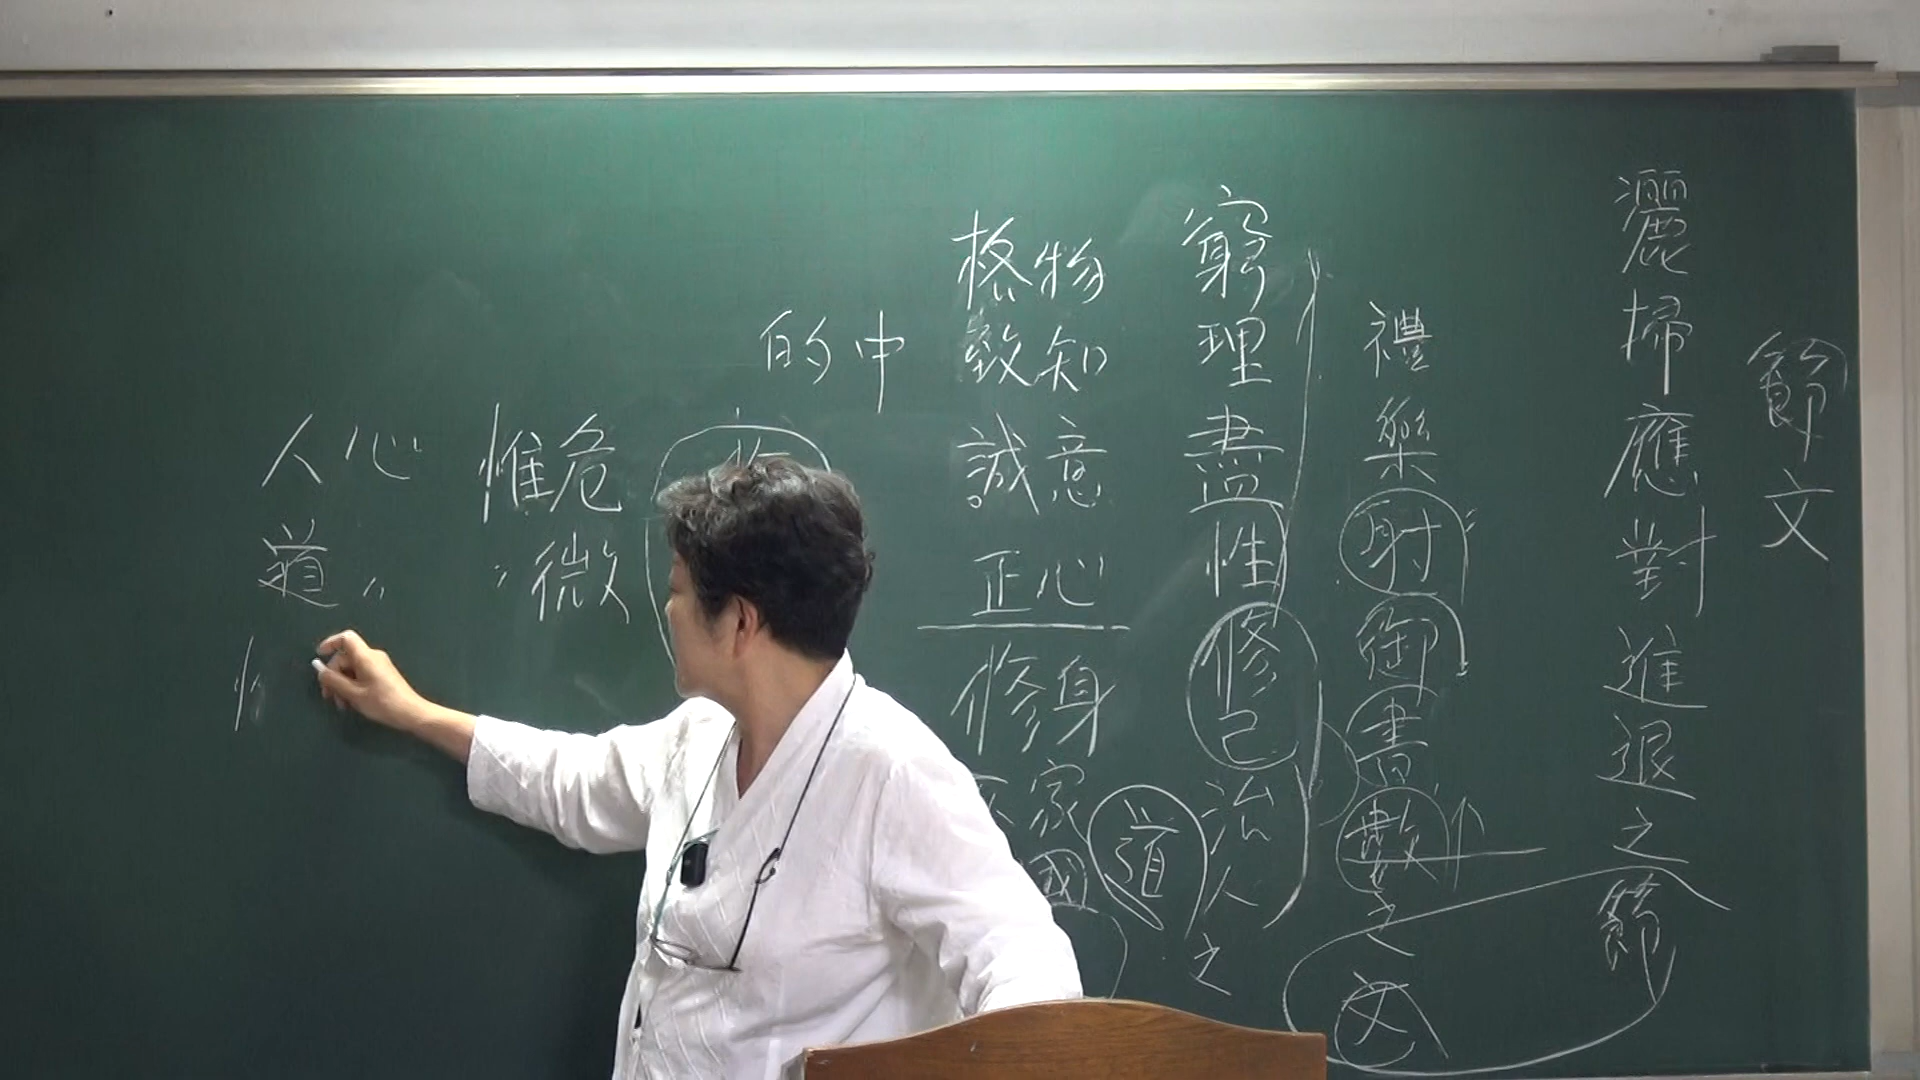 節文
灑掃應對進退之節
禮樂射御書數之文
窮理盡性修己治人之
道
格物
致知
誠意
正心
修身
家
國
的中
人心 惟危
道〃 〃微